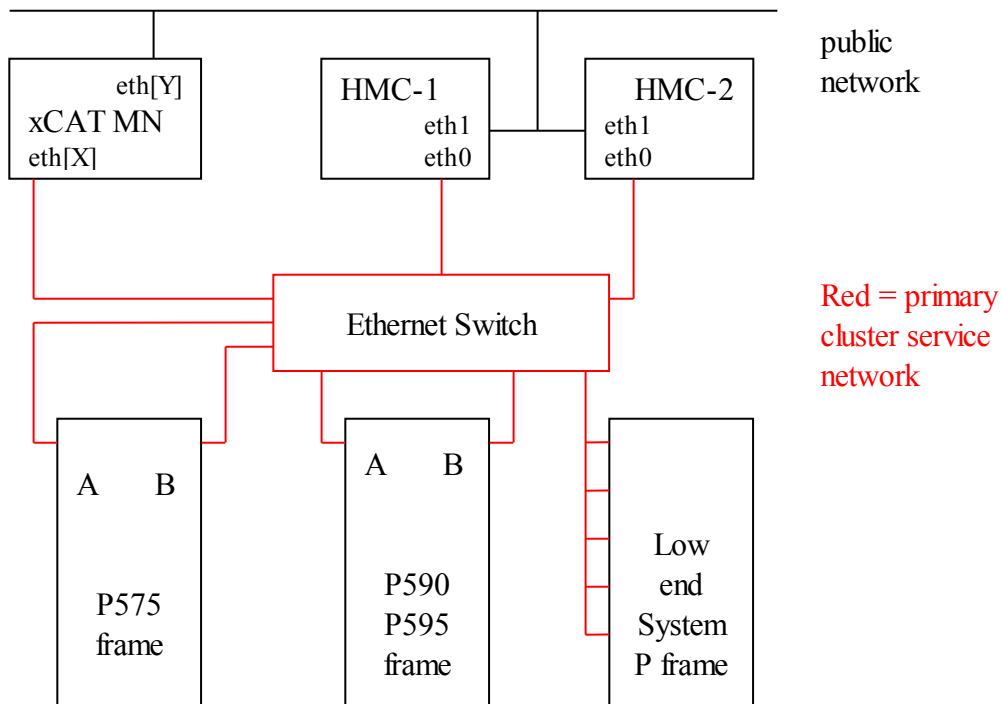 public
network
eth[Y]
xCAT MN
eth[X]
HMC-1
eth1
eth0
HMC-2
eth1
eth0
Ethernet Switch
Red = primary
cluster service
network
A B
P575
frame
A B
P590
P595
frame
Low
end
System
P frame